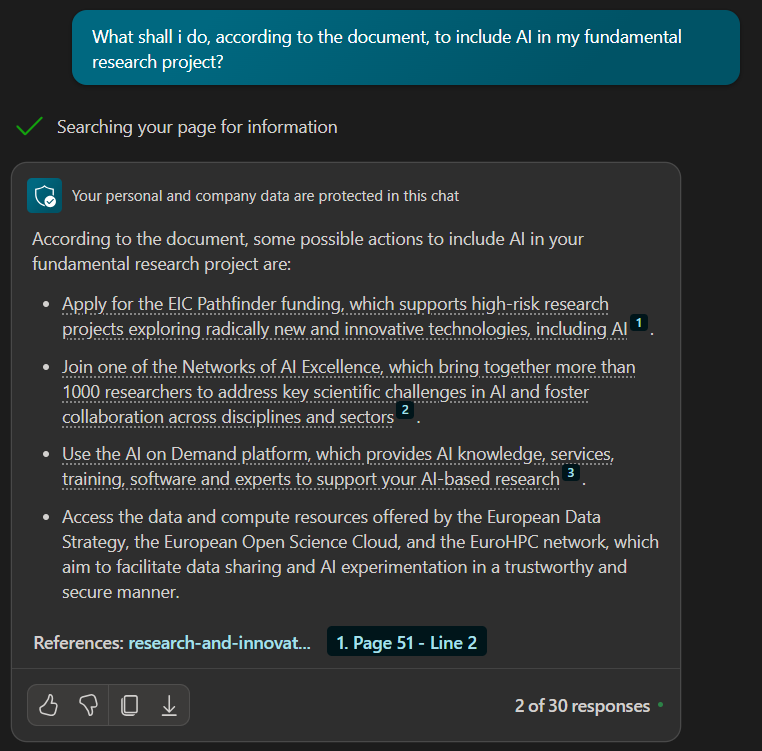 What shall i do, according to the document, to include AI in my fundamental
research project?
Searching your page for information
Your personal and company data are protected in this chat
According to the document, some possible actions to include AI in your
fundamental research project are:
• Apply for the EIC Pathfinder funding, which supports high-risk research
projects exploring radically new and innovative technologies, including AI 1 .
• Join one of the Networks of AI Excellence, which bring together more than
1000 researchers to address key scientific challenges in AI and foster
collaboration across disciplines and sectors 2 .
• Use the AI on Demand platform, which provides AI knowledge, services,
training, software and experts to support your AI-based research 3 .
• Access the data and compute resources offered by the European Data
Strategy, the European Open Science Cloud, and the EuroHPC network, which
aim to facilitate data sharing and AI experimentation in a trustworthy and
secure manner.
References: research-and-innovat... 1. Page 51 - Line 2
2 of 30 responses